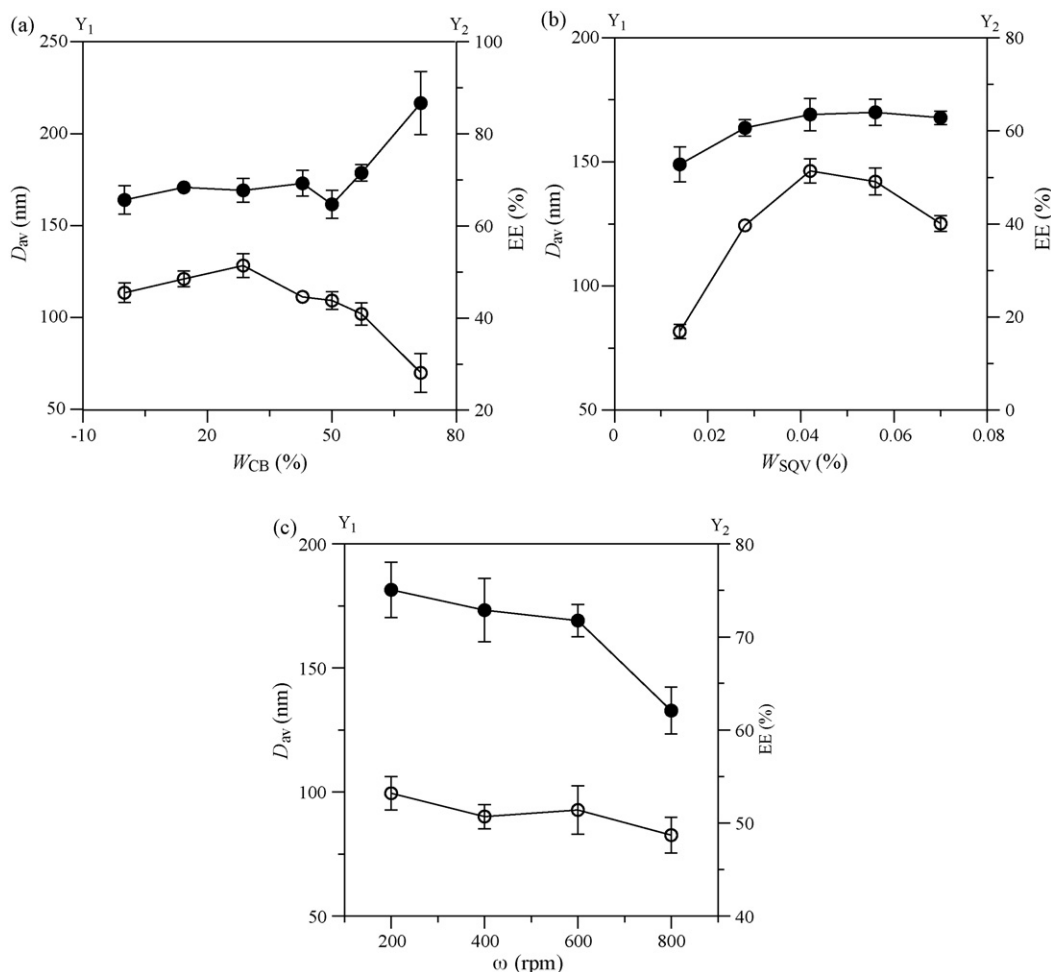 (a)
Y1
Y2
250
200
150
100
50
Dav (nm)
100
80
60
40
20
EE (%)
-10
20
50
80
WCB (%)
(b)
Y1
Y2
200
150
100
50
Dav (nm)
80
60
40
20
0
EE (%)
0
0.02
0.04
0.06
0.08
WSQV (%)
(c)
Y1
Y2
200
150
100
50
Dav (nm)
80
70
60
50
40
EE (%)
200
400
600
800
ω (rpm)